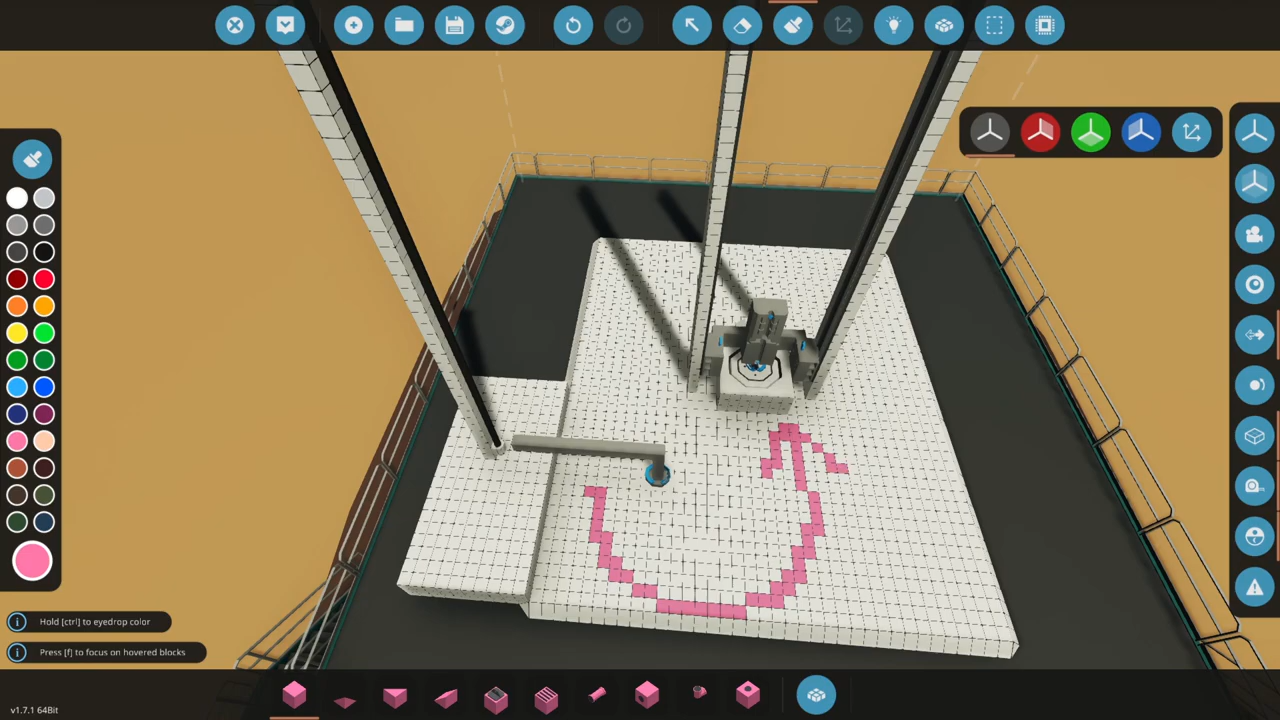 Hold [ctrl] to eyedrop color
Press [f] to focus on hovered blocks
v1.7.1 64Bit